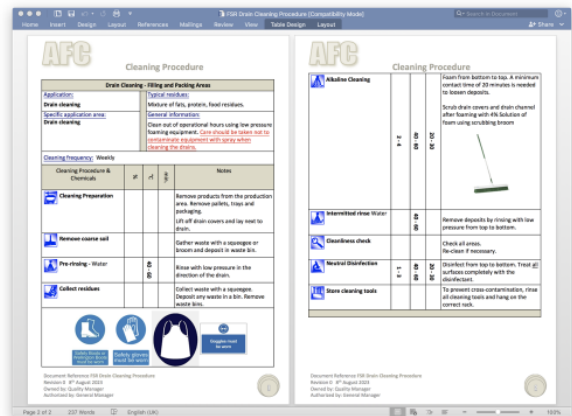 FSR Drain Cleaning Procedure [Compatibility Mode]
Search in Document
Home Insert Design Layout References Mailings Review View Table Design Layout Share
AFC
Cleaning Procedure
Drain Cleaning - Filling and Packing Areas
Application:
Drain cleaning
Typical residues:
Mixture of fats, protein, food residues.
Specific application area:
Drain cleaning
General Information:
Clean out of operational hours using low pressure
foaming equipment. Care should be taken not to
contaminate equipment with spray when
cleaning the drains.
Cleaning frequency: Weekly
Cleaning Procedure &
Chemicals
% °C min. Notes
Cleaning Preparation
Remove products from the production
area. Remove pallets, trays and
packaging.
Lift off drain covers and lay next to
drain.
Remove coarse soil
Gather waste with a squeegee or
broom and deposit in waste bin.
Pre-rinsing - Water
40 - 60
Rinse with low pressure in the
direction of the drain.
Collect residues
Collect waste with a squeegee.
Deposit any waste in a bin. Remove
waste bins.
Safety gloves
must be worn
Goggles must
be worn
Document Reference FSR Drain Cleaning Procedure
Revision 8 8th August 2023
Owned by: Quality Manager
Authorised by: General Manager
AFC
Cleaning Procedure
Alkaline Cleaning
2 - 4
40 - 60
20 - 30
Foam from bottom to top. A minimum
contact time of 20 minutes is needed
to loosen deposits.
Scrub drain covers and drain channel
after foaming with 4% Solution of
foam using scrubbing broom
Intermitted rinse Water
40 - 60
Remove deposits by rinsing with low
pressure from top to bottom.
Cleanliness check
Check all areas.
Re-clean if necessary.
Neutral Disinfection
1 - 3
40 - 60
20 - 30
Disinfect from top to bottom. Treat all
surfaces completely with the
disinfectant.
Store cleaning tools
To prevent cross-contamination, rinse
all cleaning tools and hang on the
correct rack.
Document Reference FSR Drain Cleaning Procedure
Revision 8 8th August 2023
Owned by: Quality Manager
Authorised by: General Manager
Page 2 of 2 237 Words English (UK) 100%